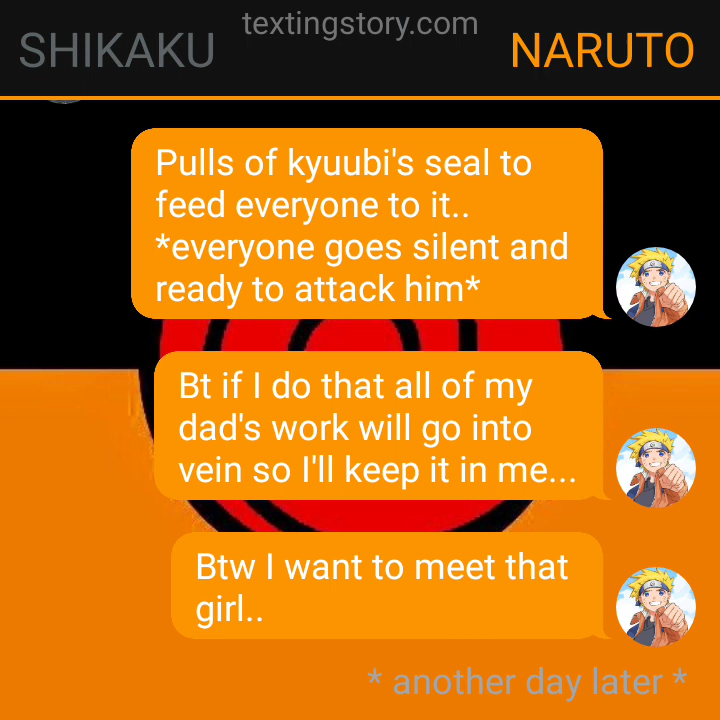 textingstory.com
SHIKAKU
NARUTO
Pulls of kyuubi's seal to
feed everyone to it..
*everyone goes silent and
ready to attack him*
Bt if I do that all of my
dad's work will go into
vein so I'll keep it in me...
Btw I want to meet that
girl..
* another day later *